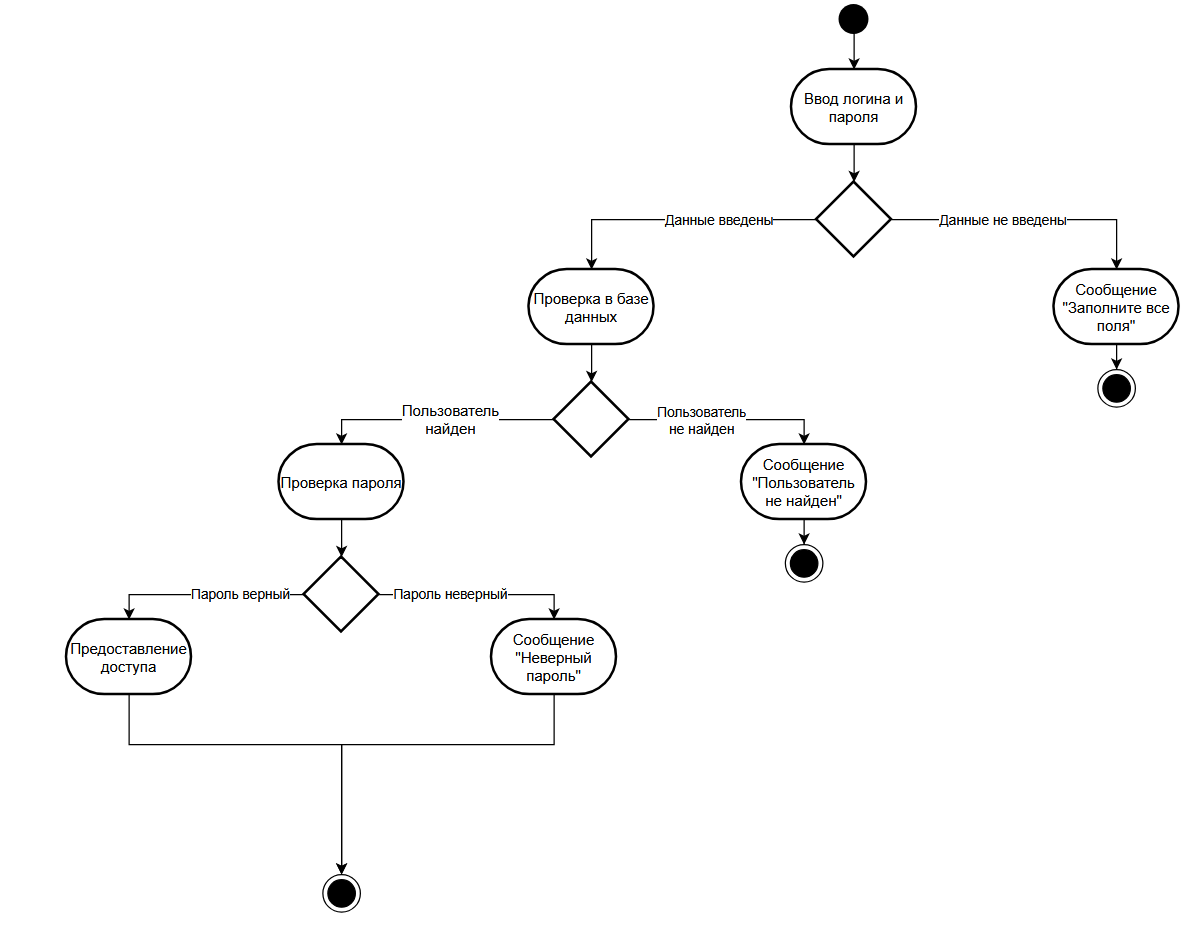 Ввод логина и
пароля
Данные введены
Данные не введены
Проверка в базе
данных
Сообщение
"Заполните все
поля"
Пользователь
найден
Пользователь
не найден
Проверка пароля
Сообщение
"Пользователь
не найден"
Пароль верный
Пароль неверный
Предоставление
доступа
Сообщение
"Неверный
пароль"